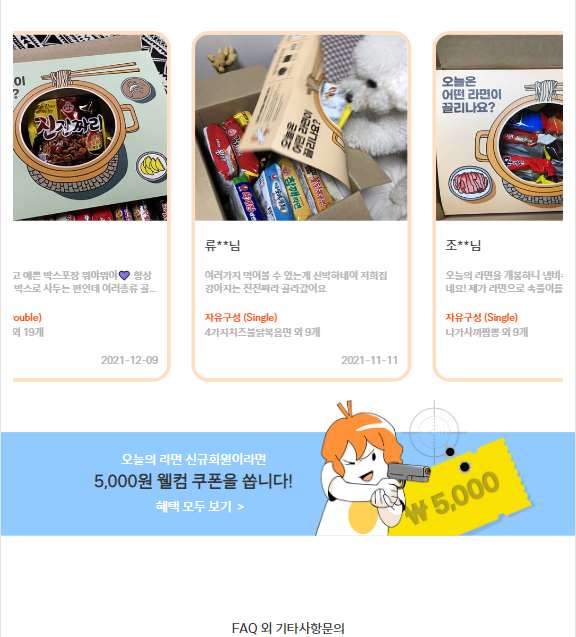 오늘은
어떤 라면이
끌리나요?
진짜짜라
오늘은
어떤 라면이
끌리나요?
류**님
조**님
고 예쁜 박스포장 뭐야뭐야💜 항상
박스로 사두는 편인데 여러종류 골...
여러가지 먹어볼 수 있는게 신박하네여 저희집
강아지는 진진짜라 골라갔어요
오늘의 라면을 개봉하니 냄비
네요! 제가 라면으로 속풀이를
ouble)
외 19개
자유구성 (Single)
4가지치즈불닭볶음면 외 9개
자유구성 (Single)
나가사끼짬뽕 외 9개
2021-12-09
2021-11-11
오늘의 라면 신규회원이라면
5,000원 웰컴 쿠폰을 쏩니다!
혜택 모두 보기 >
₩ 5,000
FAQ 외 기타사항문의